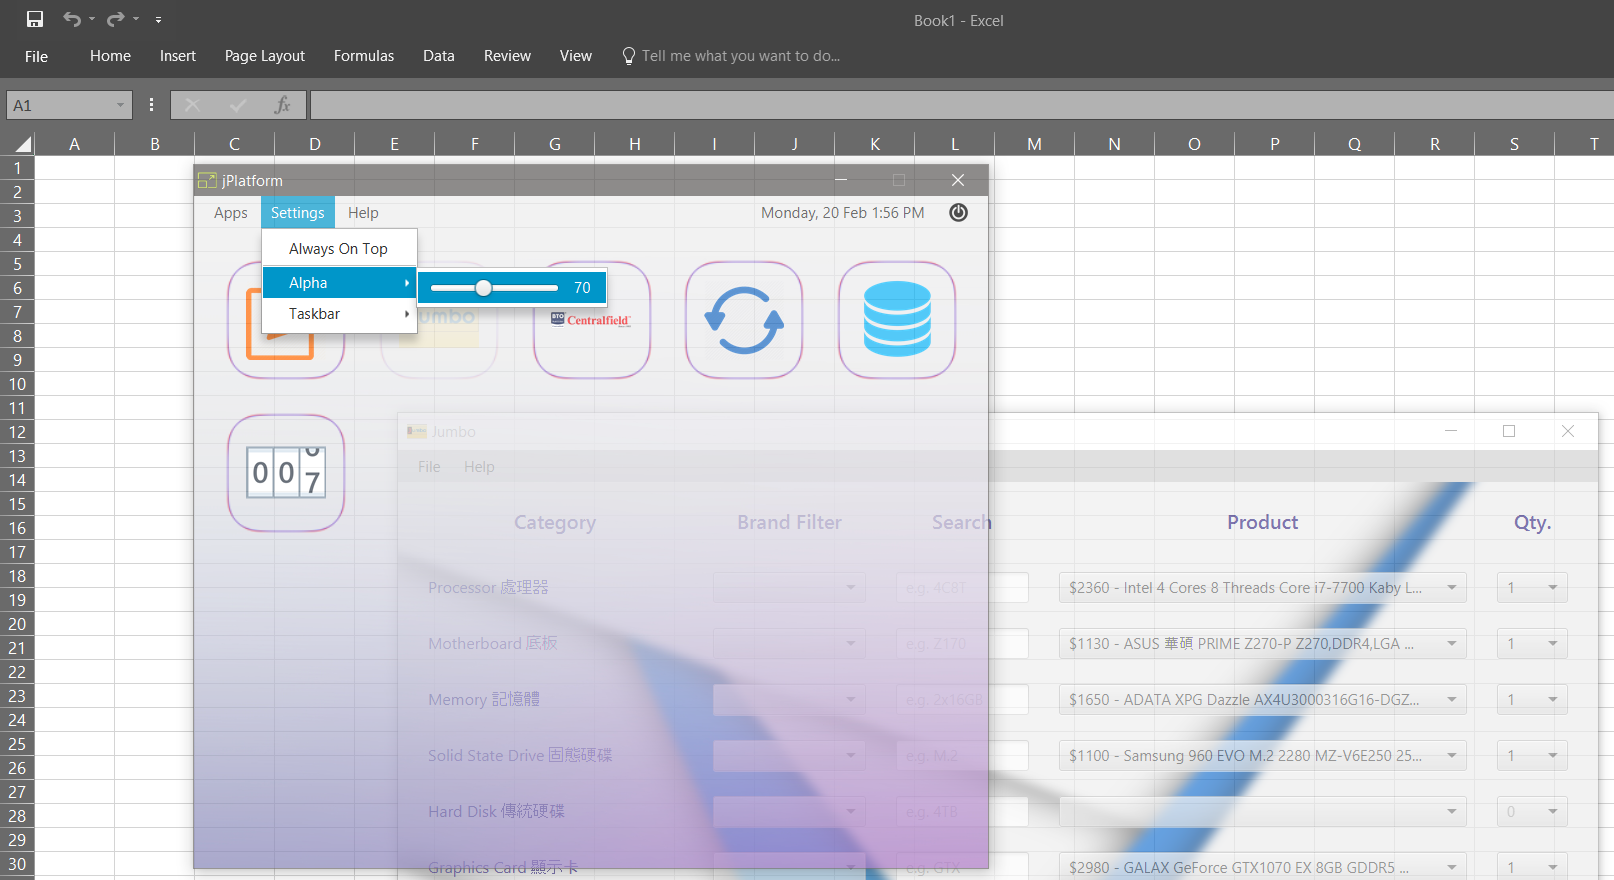 Book1 - Excel
File Home Insert Page Layout Formulas Data Review View Tell me what you want to do...
A1 fx
A B C D E F G H I J K L M N O P Q R S T
1
jPlatform
2
Apps Settings Help Monday, 20 Feb 1:56 PM
3
4
Always On Top
5
Alpha 70
6
Taskbar
7
Jumbo
BTO Centralfield
8
9
10
11
12
Jumbo
13
File Help
14
007
15
Category Brand Filter Search Product Qty.
16
17
18
Processor 處理器 e.g. 4C8T $2360 - Intel 4 Cores 8 Threads Core i7-7700 Kaby L... 1
19
20
Motherboard 底板 e.g. Z170 $1130 - ASUS 華碩 PRIME Z270-P Z270,DDR4,LGA ... 1
21
22
Memory 記憶體 e.g. 2x16GB $1650 - ADATA XPG Dazzle AX4U3000316G16-DGZ... 1
23
24
25
Solid State Drive 固態硬碟 e.g. M.2 $1100 - Samsung 960 EVO M.2 2280 MZ-V6E250 25... 1
26
27
Hard Disk 傳統硬碟 e.g. 4TB 0
28
29
30
Graphics Card 顯示卡 e.g. GTX $2980 - GALAX GeForce GTX1070 EX 8GB GDDR5 ... 1